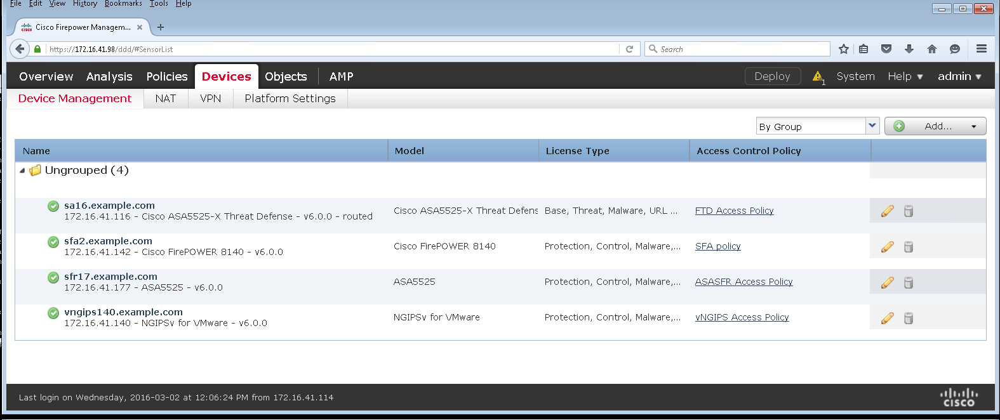 File Edit View History Bookmarks Tools Help
CISCO Cisco Firepower Managem...
https://172.16.41.98/ddd/#SensorList Search
Overview Analysis Policies Devices Objects AMP Deploy 1 System Help admin
Device Management NAT VPN Platform Settings
By Group Add...
Name Model License Type Access Control Policy
Ungrouped (4)
sa16.example.com
172.16.41.116 - Cisco ASA5525-X Threat Defense - v6.0.0 - routed
Cisco ASA5525-X Threat Defens Base, Threat, Malware, URL ... FTD Access Policy
sfa2.example.com
172.16.41.142 - Cisco FirePOWER 8140 - v6.0.0
Cisco FirePOWER 8140 Protection, Control, Malware,... SFA policy
sfr17.example.com
172.16.41.177 - ASA5525 - v6.0.0
ASA5525 Protection, Control, Malware,... ASASFR Access Policy
vngips140.example.com
172.16.41.140 - NGIPSv for VMware - v6.0.0
NGIPSv for VMware Protection, Control, Malware,... vNGIPS Access Policy
Last login on Wednesday, 2016-03-02 at 12:06:24 PM from 172.16.41.114
CISCO